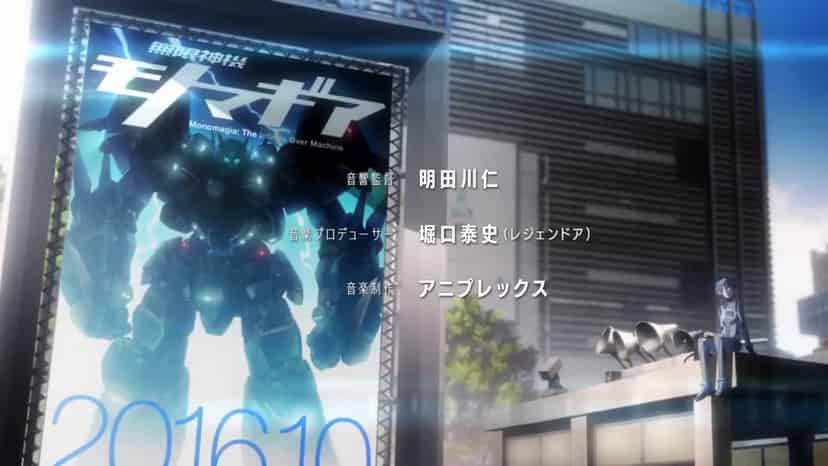 無限神機
モノマギア
Monomagia: The
Over Machine
音響監督 明田川仁
音楽プロデューサー 堀口泰史(レジェンドア)
音楽制作 アニプレックス
2016.10